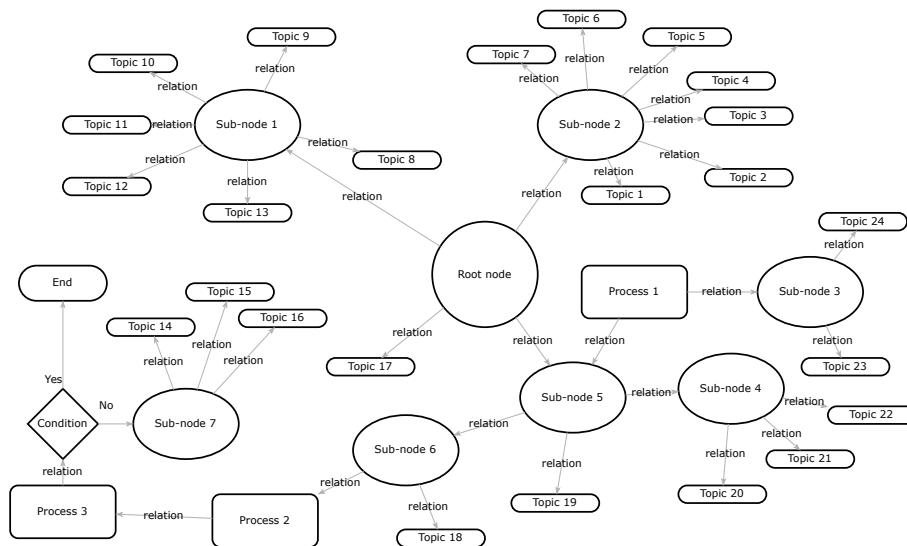 Topic 6
Topic 9
Topic 5
Topic 7
relation
relation
relation
Topic 10
relation
Topic 4
relation
relation
Topic 3
Topic 11
relation
Sub-node 1
Sub-node 2
relation
relation
relation
Topic 8
relation
relation
Topic 2
Topic 12
relation
relation
Topic 1
relation
relation
Topic 13
Topic 24
relation
Root node
End
Process 1
relation
Sub-node 3
Topic 15
Topic 16
Topic 14
relation
relation
relation
relation
relation
relation
Topic 17
Topic 23
Yes
No
Condition
Sub-node 7
Sub-node 5
relation
Sub-node 4
relation
Topic 22
relation
relation
Sub-node 6
Topic 21
relation
relation
relation
relation
Topic 20
Topic 19
Process 3
relation
Process 2
relation
Topic 18